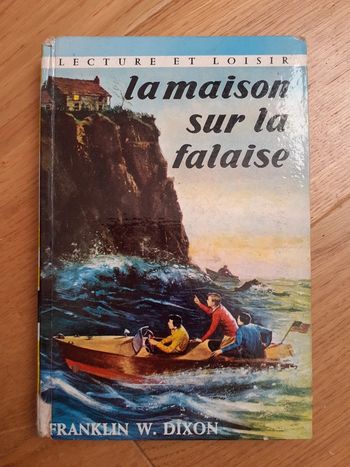 LECTURE ET LOISIR
la maison
sur la
falaise
FRANKLIN W. DIXON